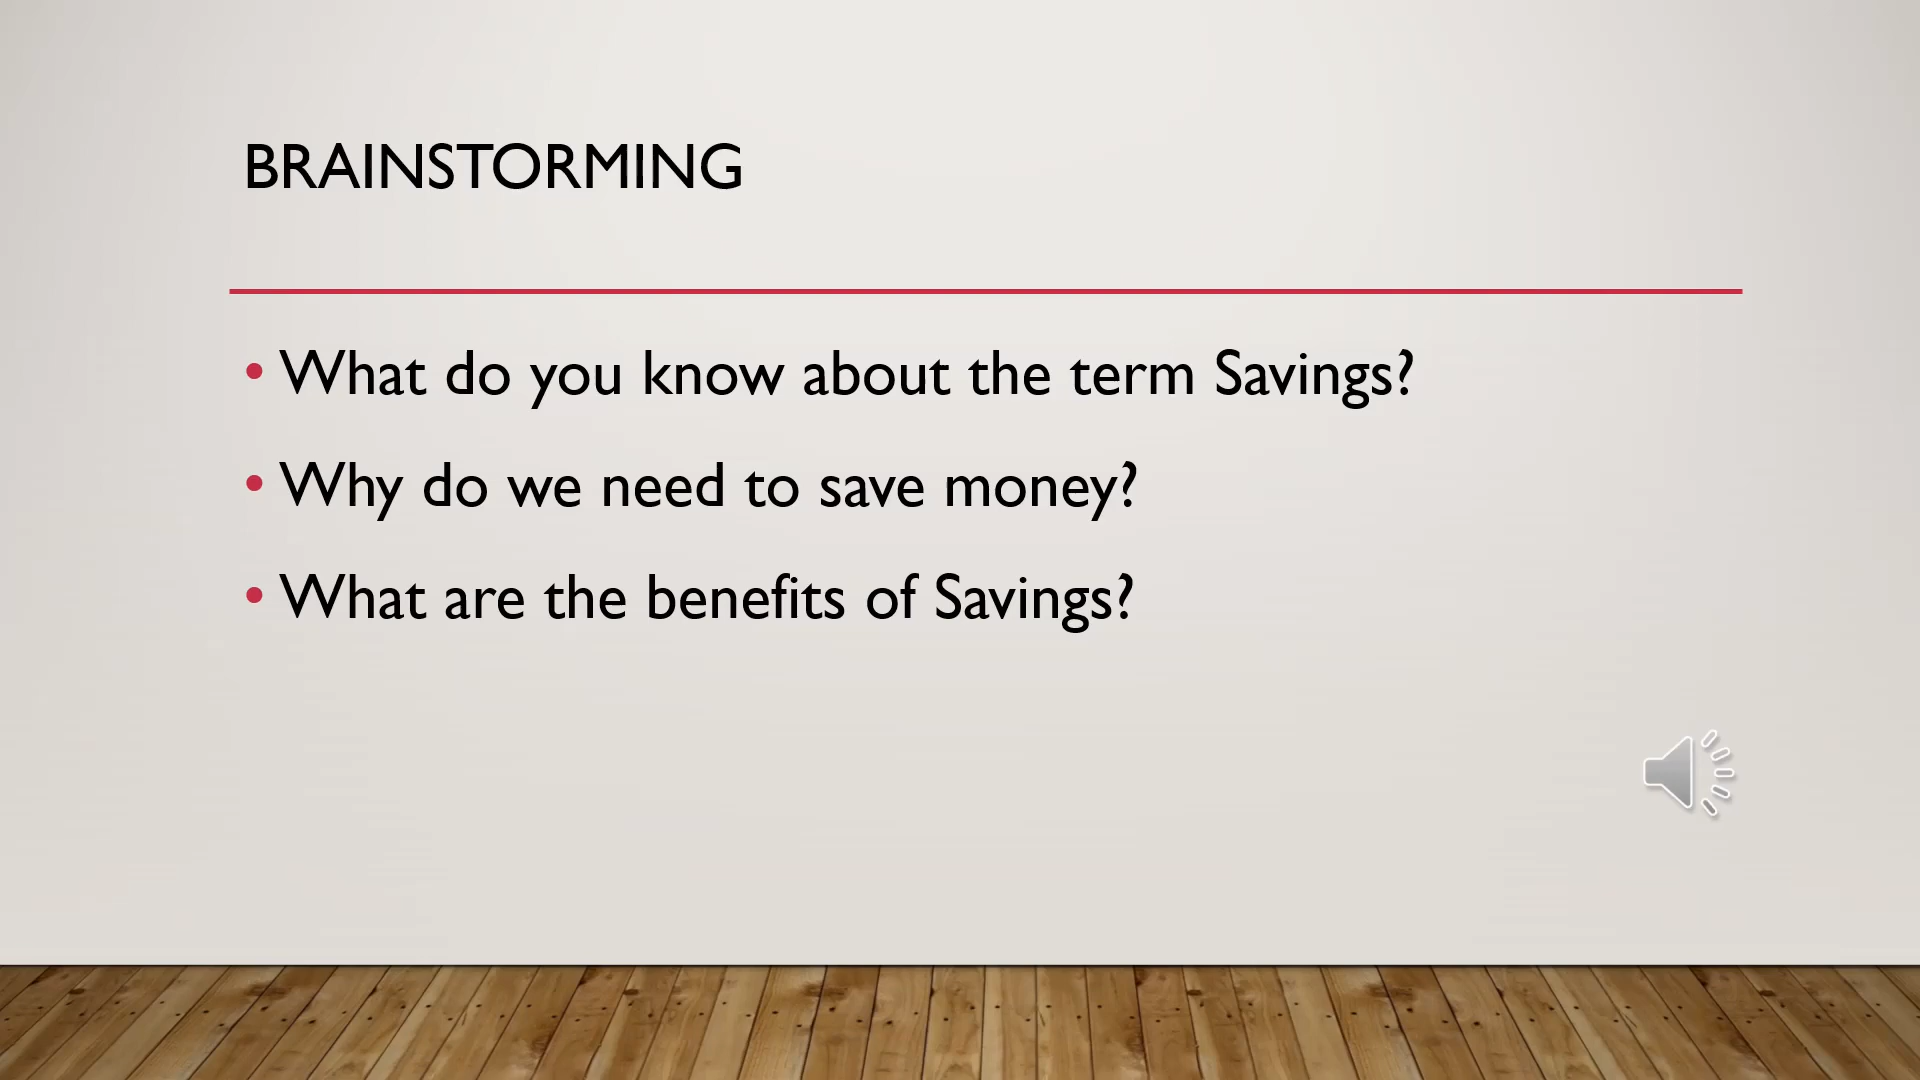 BRAINSTORMING
• What do you know about the term Savings?
• Why do we need to save money?
• What are the benefits of Savings?